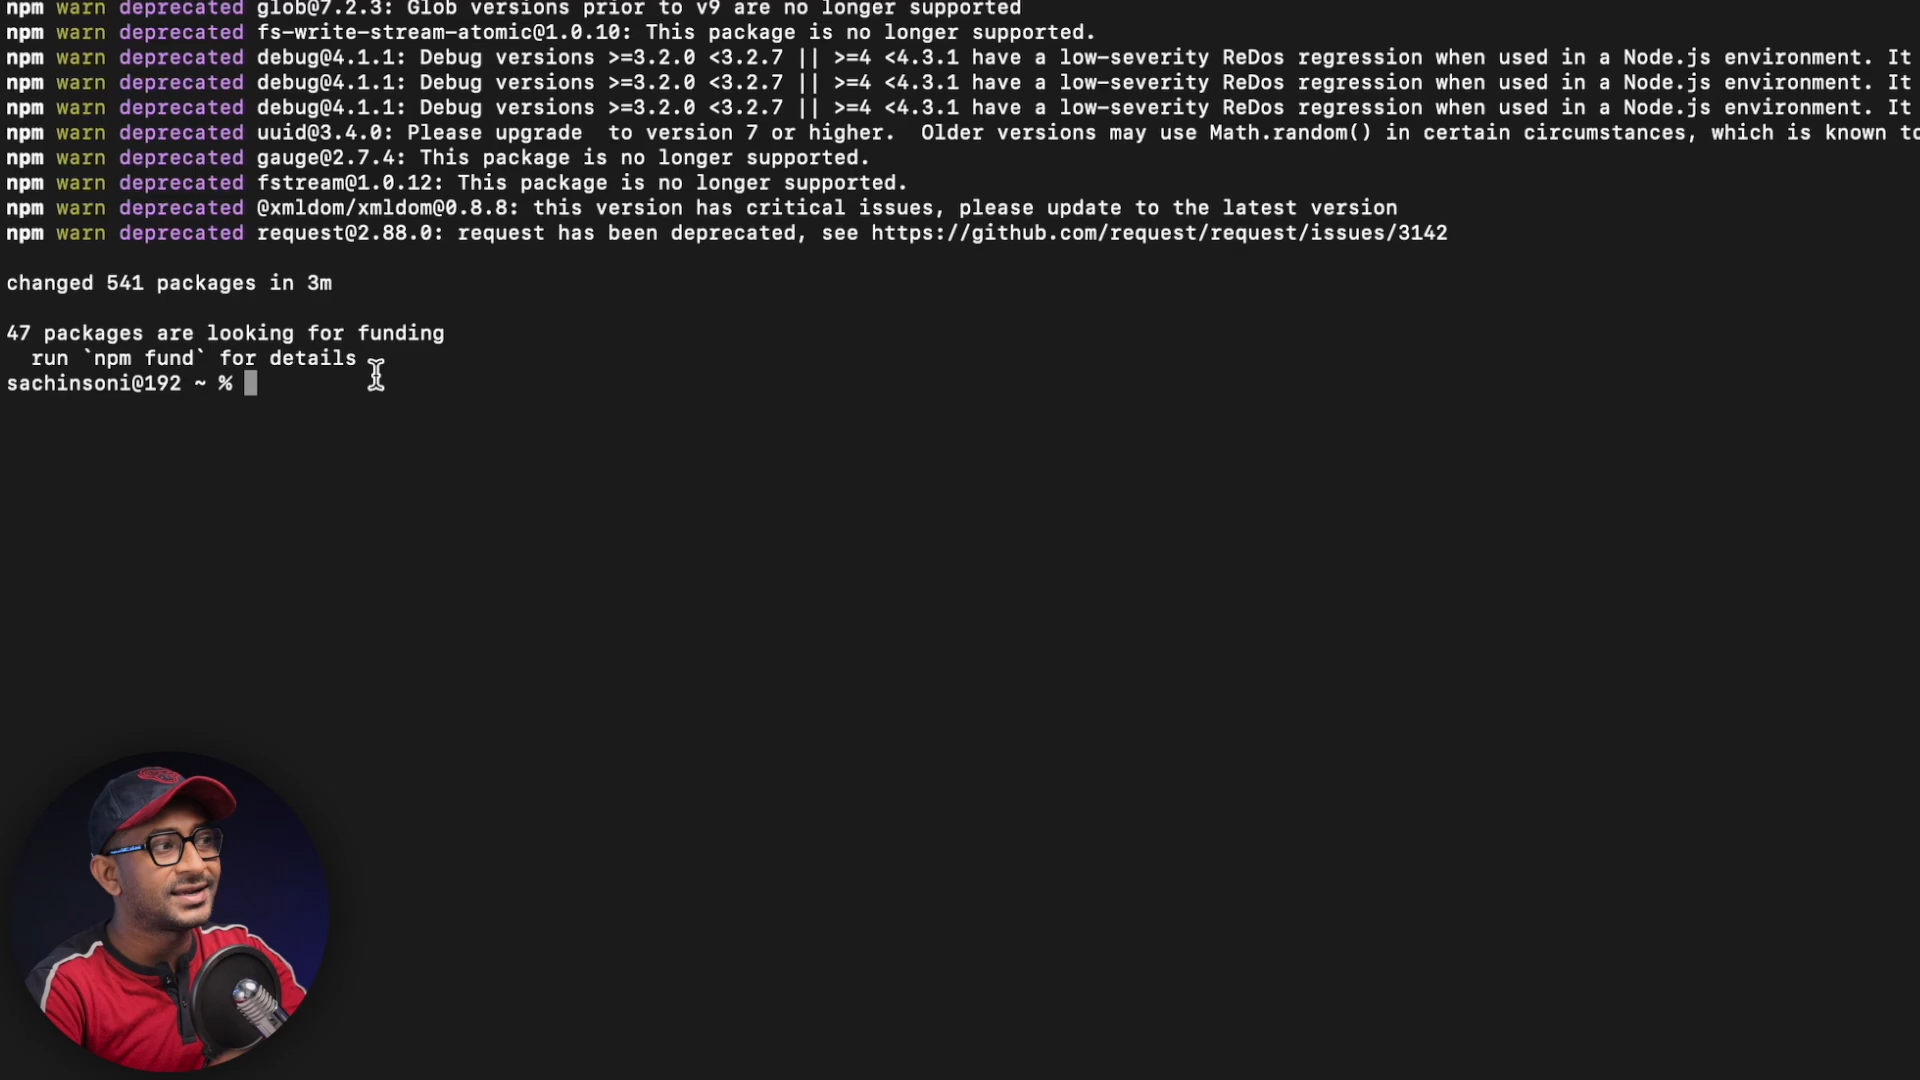 npm warn deprecated glob@7.2.3: Glob versions prior to v9 are no longer supported
npm warn deprecated fs-write-stream-atomic@1.0.10: This package is no longer supported.
npm warn deprecated debug@4.1.1: Debug versions >=3.2.0 <3.2.7 || >=4 <4.3.1 have a low-severity ReDos regression when used in a Node.js environment. It
npm warn deprecated debug@4.1.1: Debug versions >=3.2.0 <3.2.7 || >=4 <4.3.1 have a low-severity ReDos regression when used in a Node.js environment. It
npm warn deprecated debug@4.1.1: Debug versions >=3.2.0 <3.2.7 || >=4 <4.3.1 have a low-severity ReDos regression when used in a Node.js environment. It
npm warn deprecated uuid@3.4.0: Please upgrade  to version 7 or higher.  Older versions may use Math.random() in certain circumstances, which is known to
npm warn deprecated gauge@2.7.4: This package is no longer supported.
npm warn deprecated fstream@1.0.12: This package is no longer supported.
npm warn deprecated @xmldom/xmldom@0.8.8: this version has critical issues, please update to the latest version
npm warn deprecated request@2.88.0: request has been deprecated, see https://github.com/request/request/issues/3142
changed 541 packages in 3m
47 packages are looking for funding
run `npm fund` for details
sachinsoni@192 ~ %